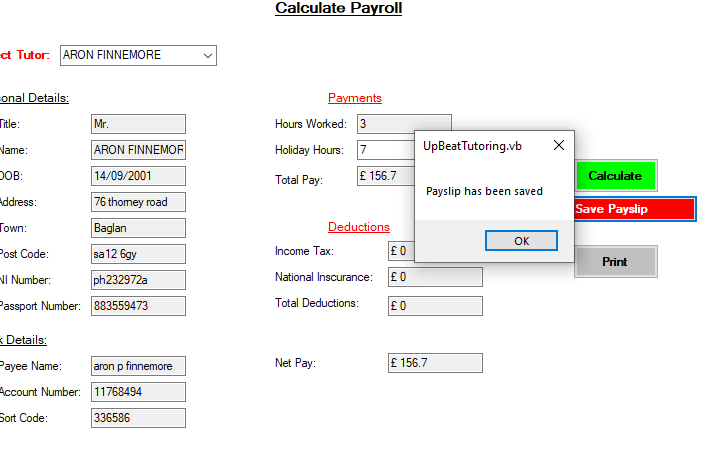 Calculate Payroll
ect Tutor: ARON FINNEMORE
sonal Details:
Title: Mr.
Name: ARON FINNEMOR
DOB: 14/09/2001
Address: 76 thorney road
Town: Baglan
Post Code: sa12 6gy
NI Number: ph232972a
Passport Number: 883559473
k Details:
Payee Name: aron p finnemore
Account Number: 11768494
Sort Code: 336586
Payments
Hours Worked: 3
Holiday Hours: 7
Total Pay: £ 156.7
Deductions
Income Tax: £ 0
National Inscurance: £ 0
Total Deductions: £ 0
Net Pay: £ 156.7
UpBeatTutoring.vb
Payslip has been saved
OK
Calculate
Save Payslip
Print